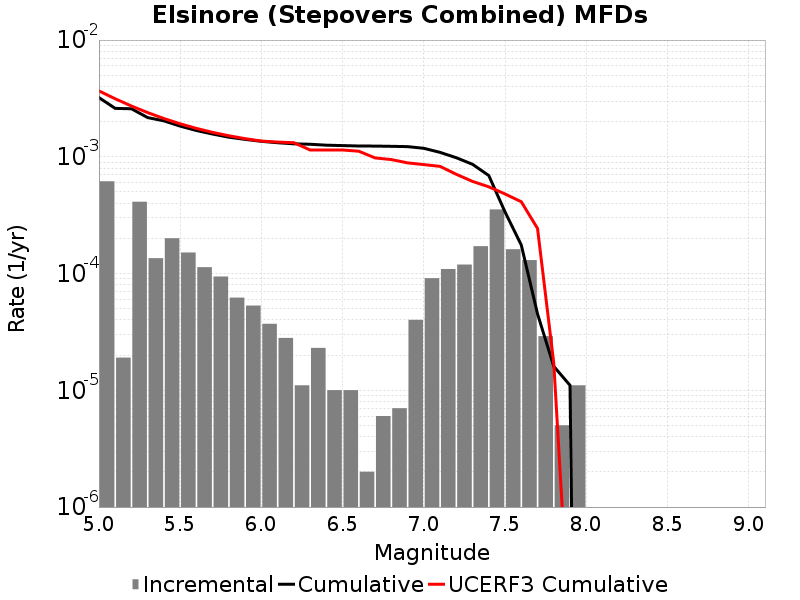 Elsinore (Stepovers Combined) MFDs
10-2
10-3
10-4
10-5
10-6
Rate (1/yr)
5.0 5.5 6.0 6.5 7.0 7.5 8.0 8.5 9.0
Magnitude
Incremental Cumulative UCERF3 Cumulative